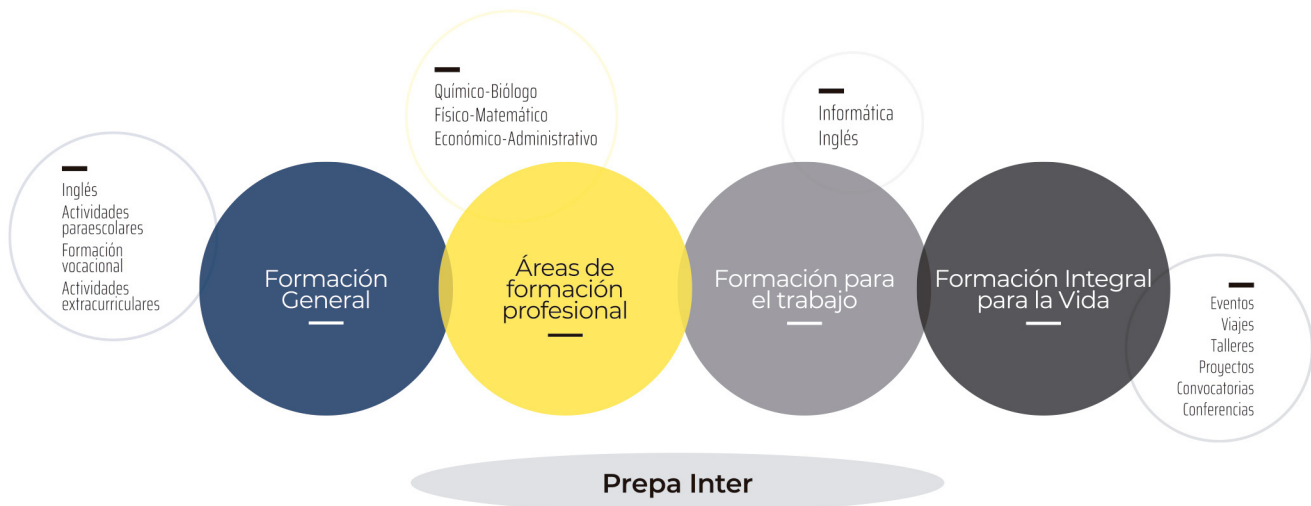 Inglés
Actividades
paraescolares
Formación
vocacional
Actividades
extracurriculares
Formación
General
Químico-Biólogo
Físico-Matemático
Económico-Administrativo
Áreas de
formación
profesional
Informática
Inglés
Formación para
el trabajo
Formación Integral
para la Vida
Eventos
Viajes
Talleres
Proyectos
Convocatorias
Conferencias
Prepa Inter